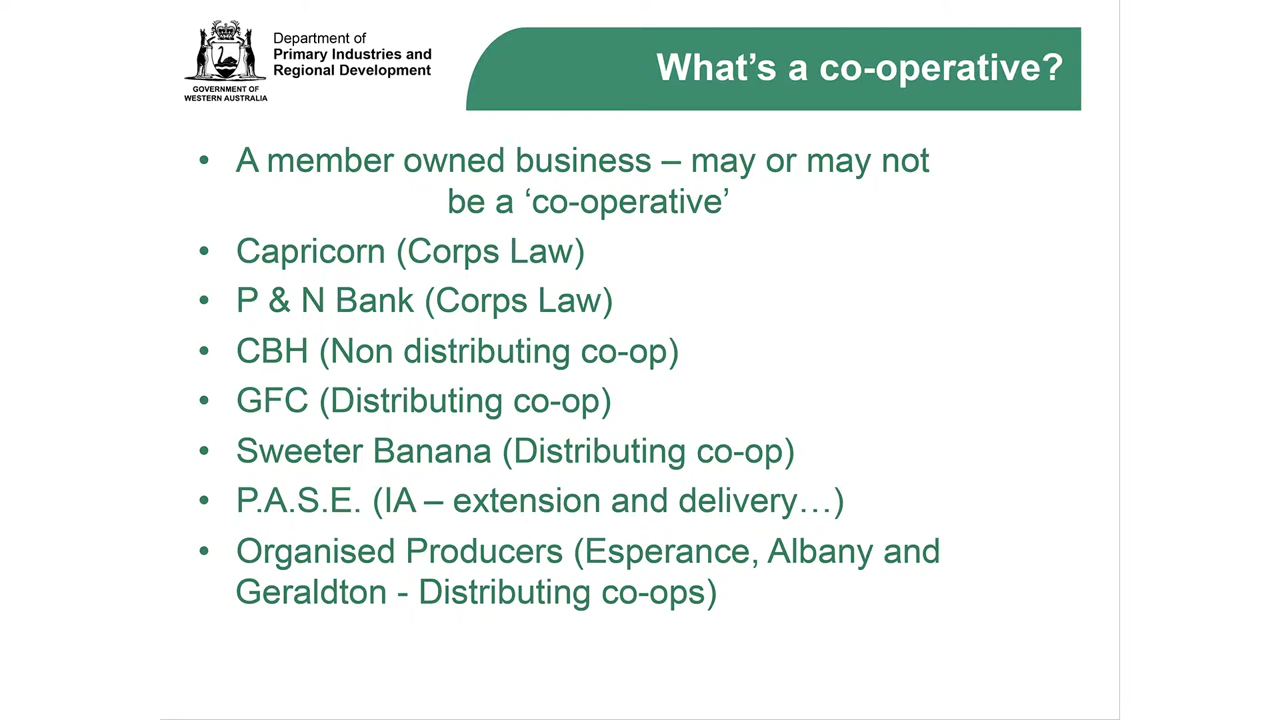 Department of
Primary Industries and
Regional Development
GOVERNMENT OF
WESTERN AUSTRALIA
What’s a co-operative?
• A member owned business – may or may not
be a ‘co-operative’
• Capricorn (Corps Law)
• P & N Bank (Corps Law)
• CBH (Non distributing co-op)
• GFC (Distributing co-op)
• Sweeter Banana (Distributing co-op)
• P.A.S.E. (IA – extension and delivery…)
• Organised Producers (Esperance, Albany and
Geraldton - Distributing co-ops)